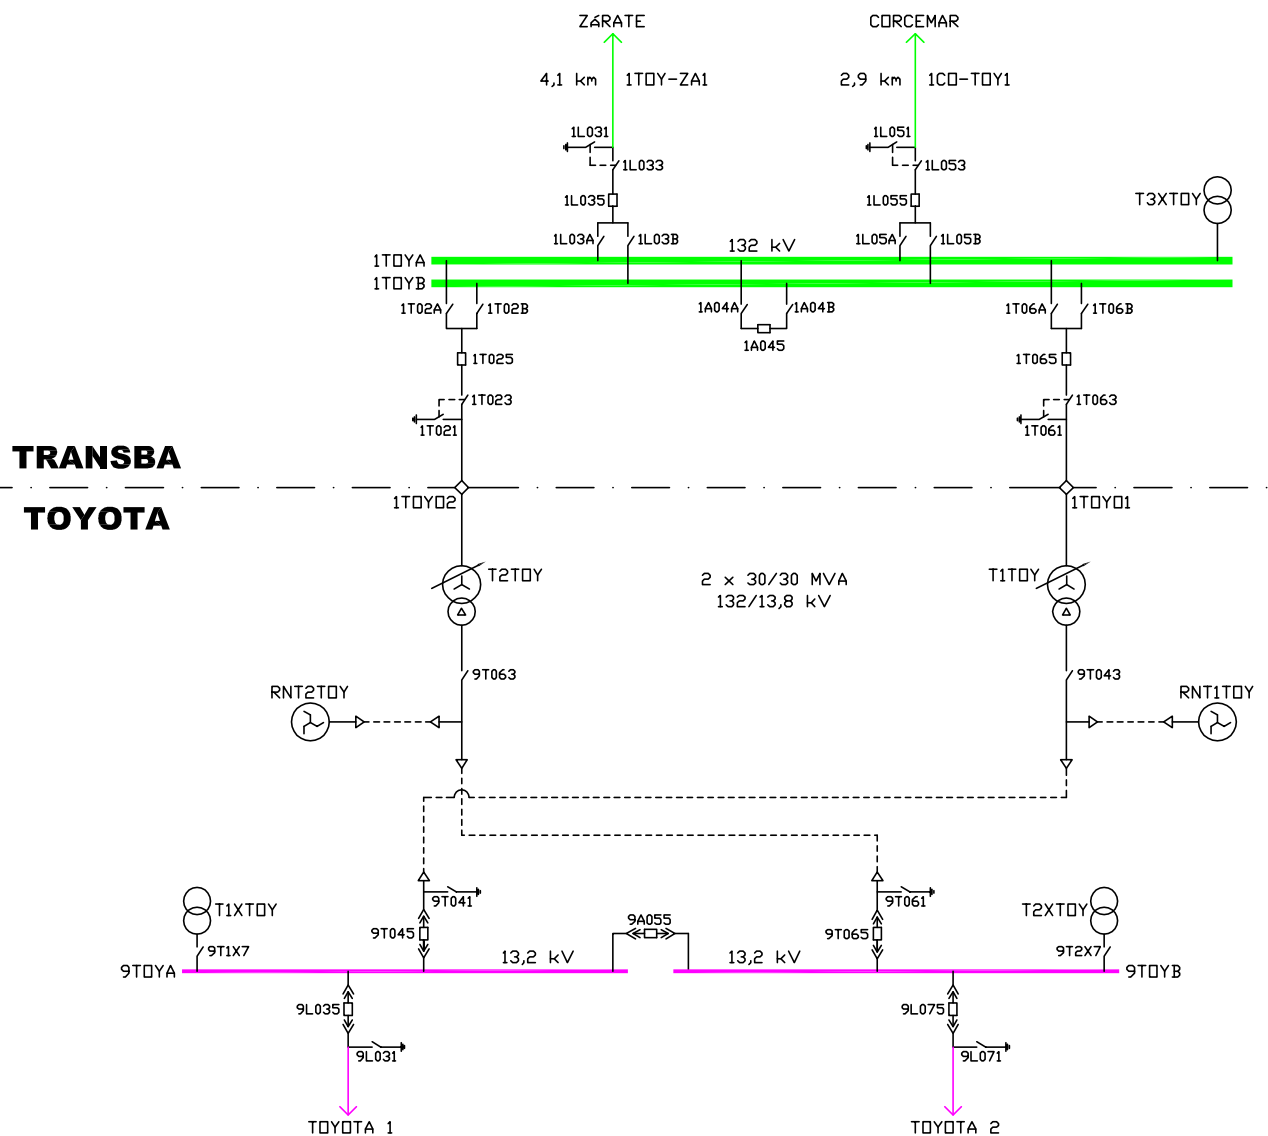 ZáRATE
CORCEMAR
4,1 km
1TOY-ZA1
2,9 km
1CO-TOY1
1L031
1L051
1L033
1L053
1L035
1L055
T3XTOY
1L03A
1L03B
132 kV
1L05A
1L05B
1TOYA
1TOYB
1T02A
1T02B
1A04A
1A04B
1T06A
1T06B
1A045
1T025
1T065
1T023
1T063
1T021
1T061
TRANSBA
1TOYO2
1TOYO1
TOYOTA
T2TOY
2 x 30/30 MVA
132/13,8 kV
T1TOY
9T063
9T043
RNT2TOY
RNT1TOY
9T041
9T061
T1XTOY
9T045
9A055
9T065
T2XTOY
9T1X7
9T2X7
13,2 kV
13,2 kV
9TOYA
9TOYB
9L035
9L075
9L031
9L071
TOYOTA 1
TOYOTA 2